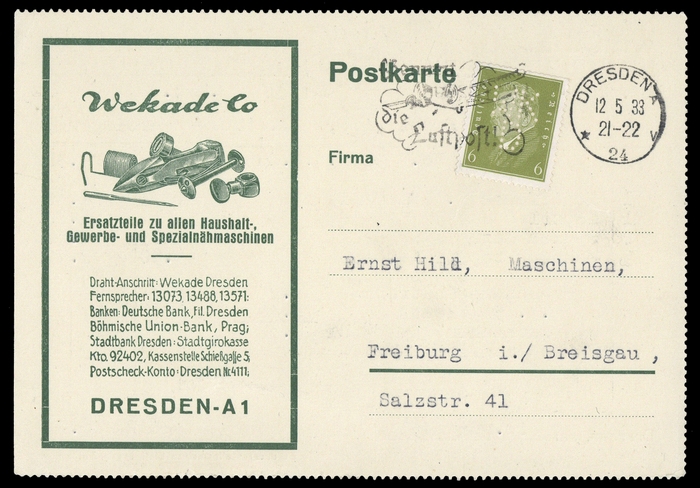 Wekade Co
Ersatzteile zu allen Haushalt-,
Gewerbe- und Spezialnähmaschinen
Draht-Anschrift: Wekade Dresden
Fernsprecher: 13073, 13488, 13571:
Banken: Deutsche Bank, Fil. Dresden
Böhmische Union-Bank, Prag;
Stadtbank Dresden: Stadtgirokasse
Kto. 92402, Kassenstelle Schießgasse 5;
Postscheck-Konto: Dresden Nr. 4111;
DRESDEN-A1
Postkarte
die
Luftpost!
6 6
DRESDEN A
12 5 33
21-22
* V
24
Firma
Ernst Hild, Maschinen,
Freiburg i./ Breisgau,
Salzstr. 41